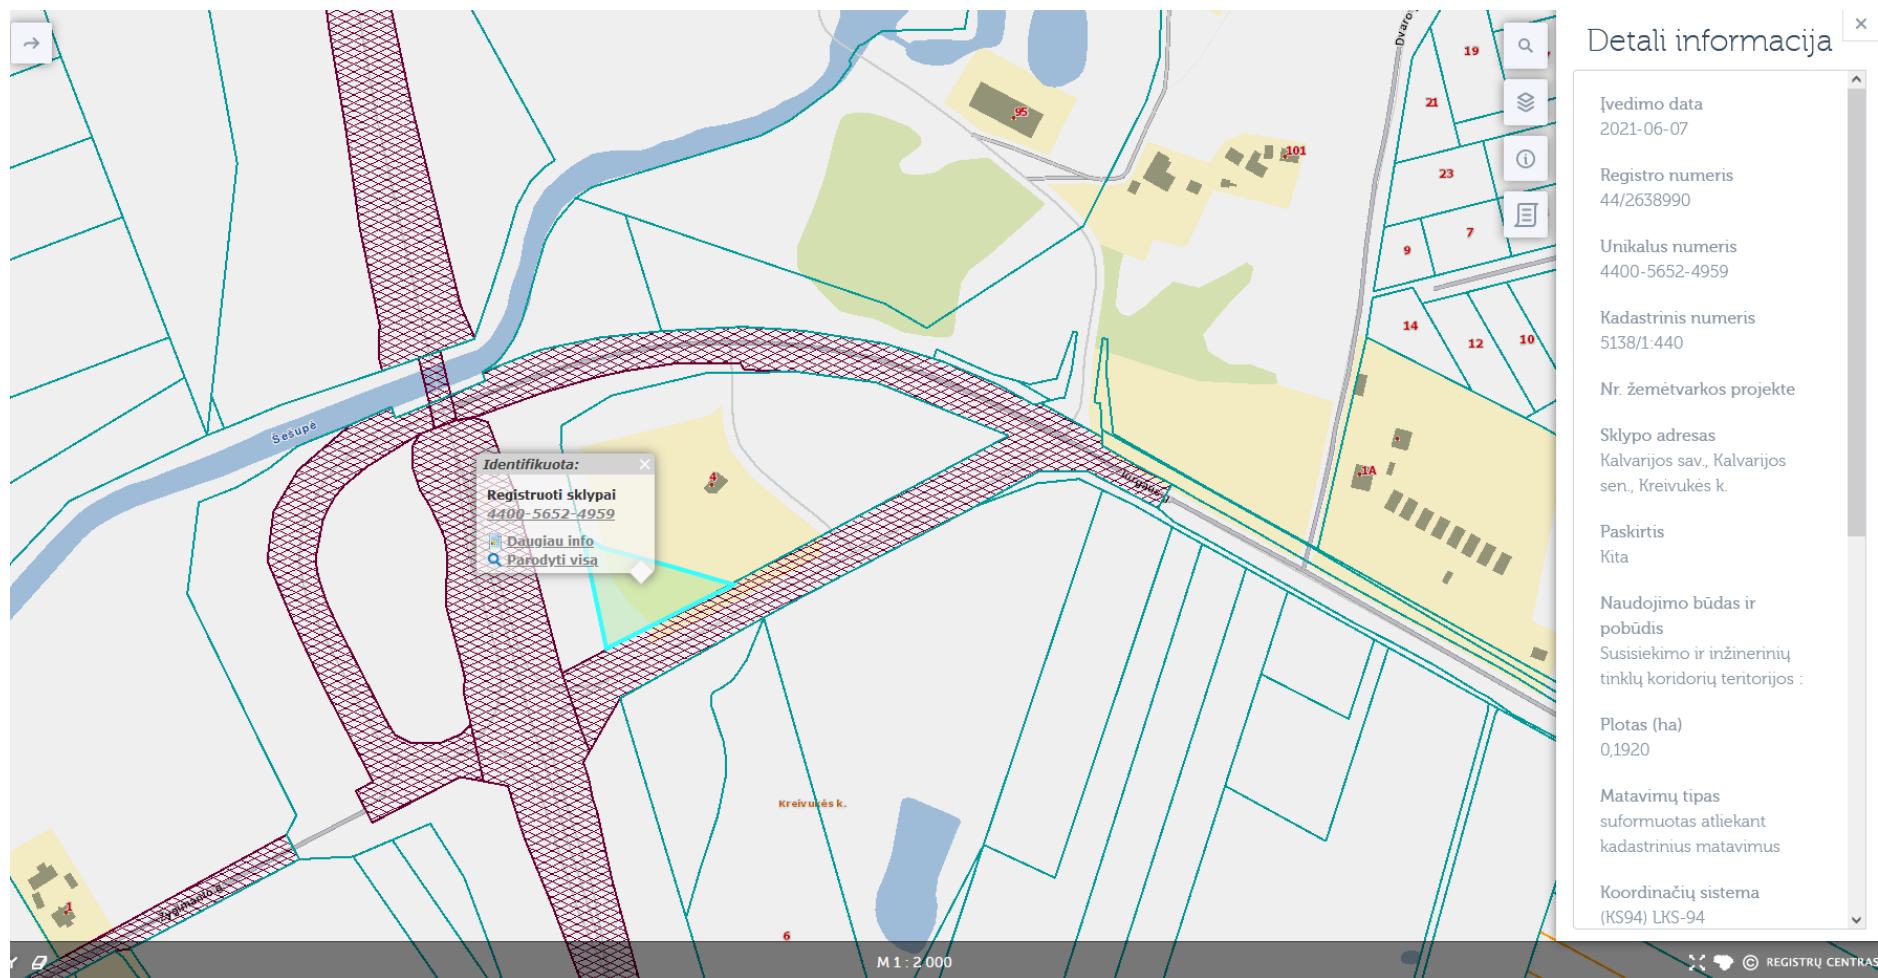 Dvaro
19
21
95
101
23
7
9
14
12
10
Šešupė
Identifikuota:
Registruoti sklypai
4400-5652-4959
Daugiau info
Parodyti visą
4
1A
Jurgaus g.
Kreivukės k.
Žygimanto g.
1
6
M 1 : 2 000
© REGISTRŲ CENTRAS
Detali informacija
Įvedimo data
2021-06-07
Registro numeris
44/2638990
Unikalus numeris
4400-5652-4959
Kadastrinis numeris
5138/1:440
Nr. žemėtvarkos projekte
Sklypo adresas
Kalvarijos sav., Kalvarijos
sen., Kreivukės k.
Paskirtis
Kita
Naudojimo būdas ir
pobūdis
Susisiekimo ir inžinerinių
tinklų koridorių teritorijos :
Plotas (ha)
0,1920
Matavimų tipas
suformuotas atliekant
kadastrinius matavimus
Koordinačių sistema
(KS94) LKS-94